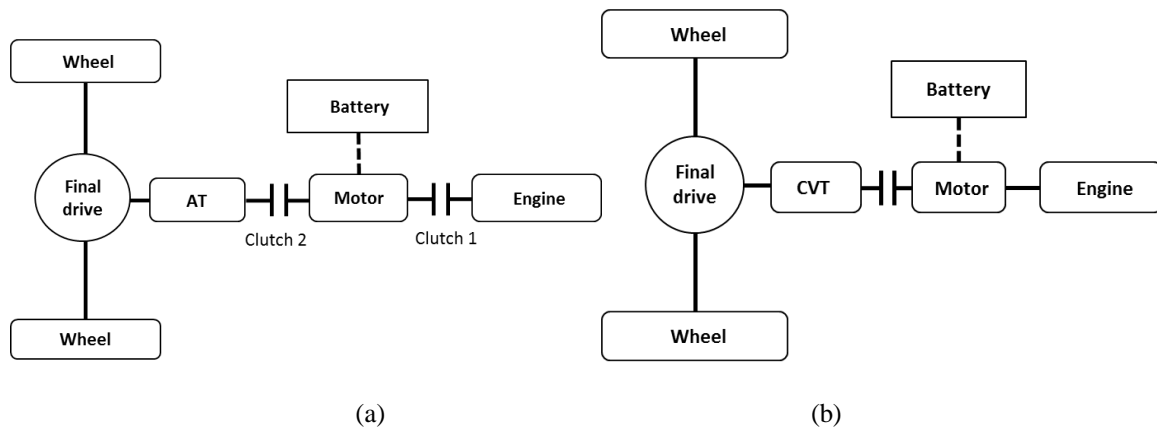 Wheel
Battery
Final
drive
AT
Motor
Engine
Clutch 2
Clutch 1
Wheel
(a)
Wheel
Battery
Final
drive
CVT
Motor
Engine
Wheel
(b)